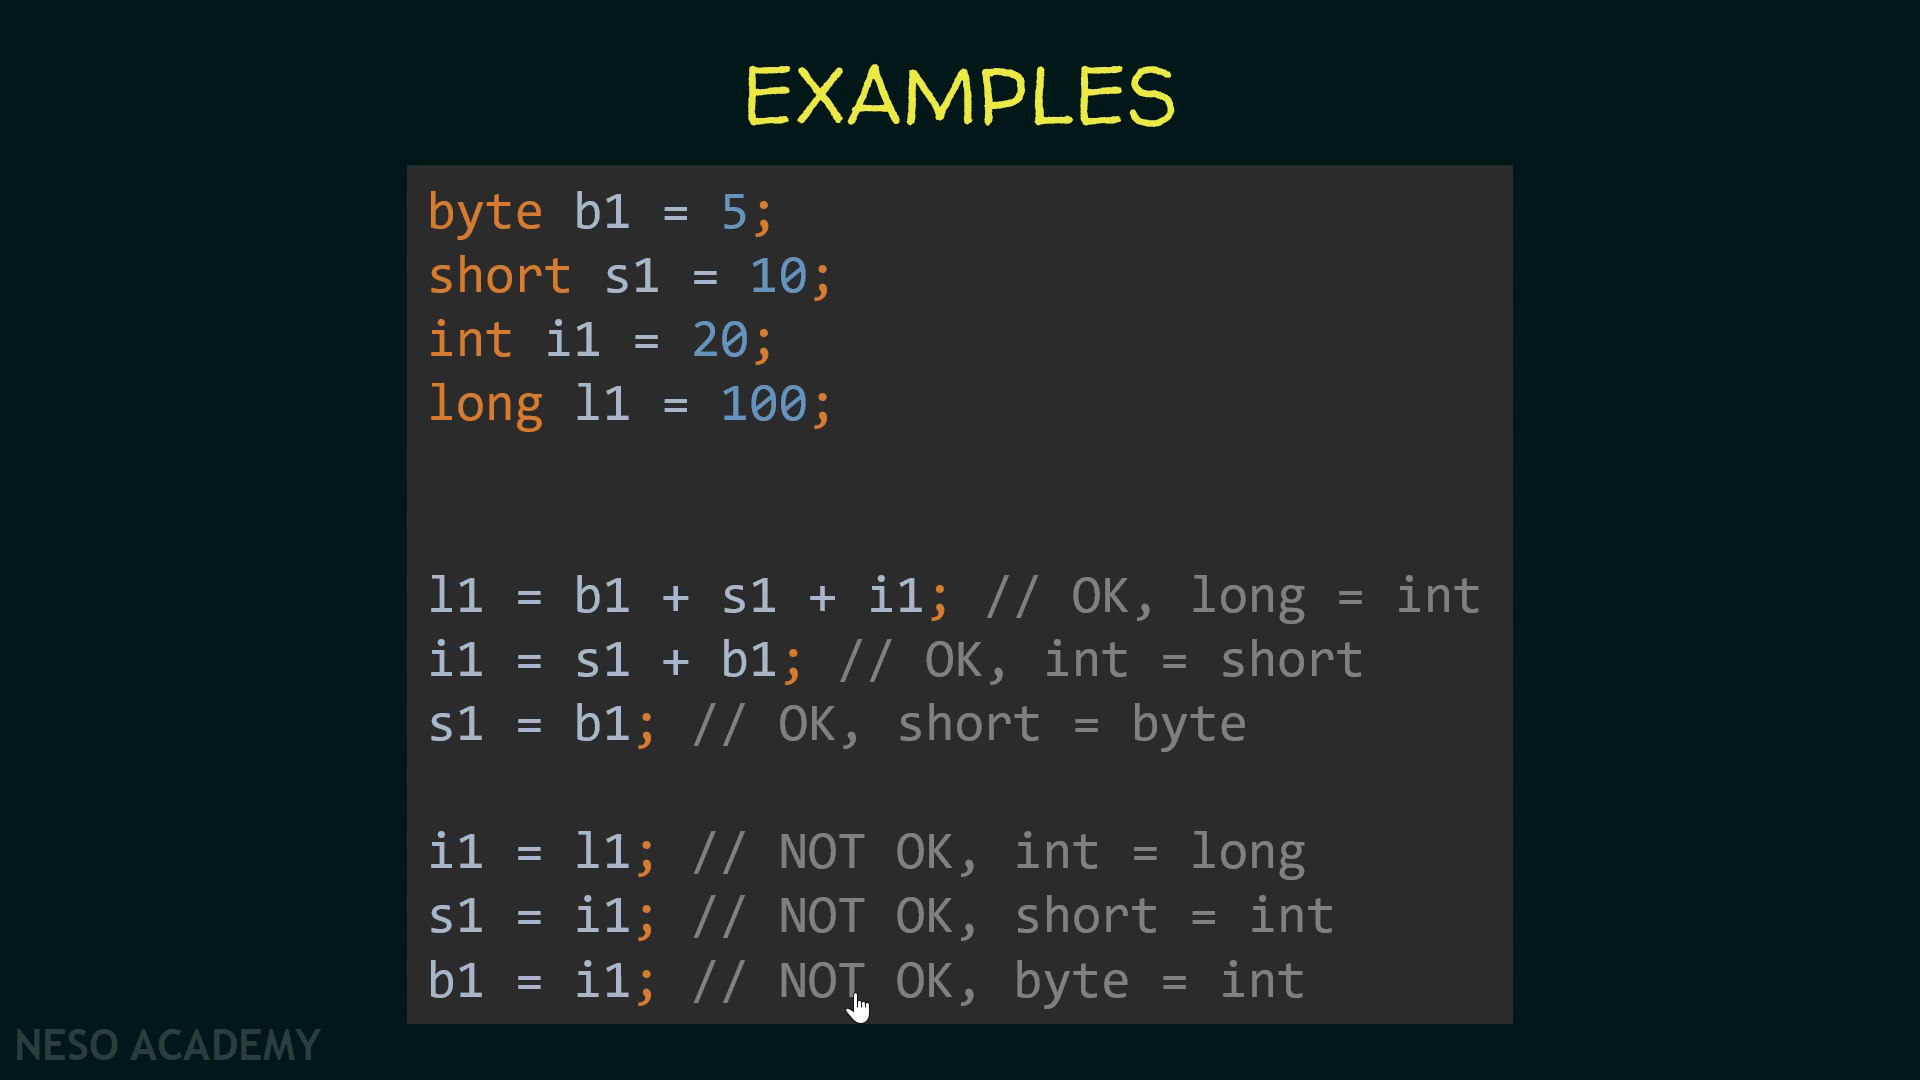 EXAMPLES
byte b1 = 5;
short s1 = 10;
int i1 = 20;
long l1 = 100;
l1 = b1 + s1 + i1; // OK, long = int
i1 = s1 + b1; // OK, int = short
s1 = b1; // OK, short = byte
i1 = l1; // NOT OK, int = long
s1 = i1; // NOT OK, short = int
b1 = i1; // NOT OK, byte = int
NESO ACADEMY